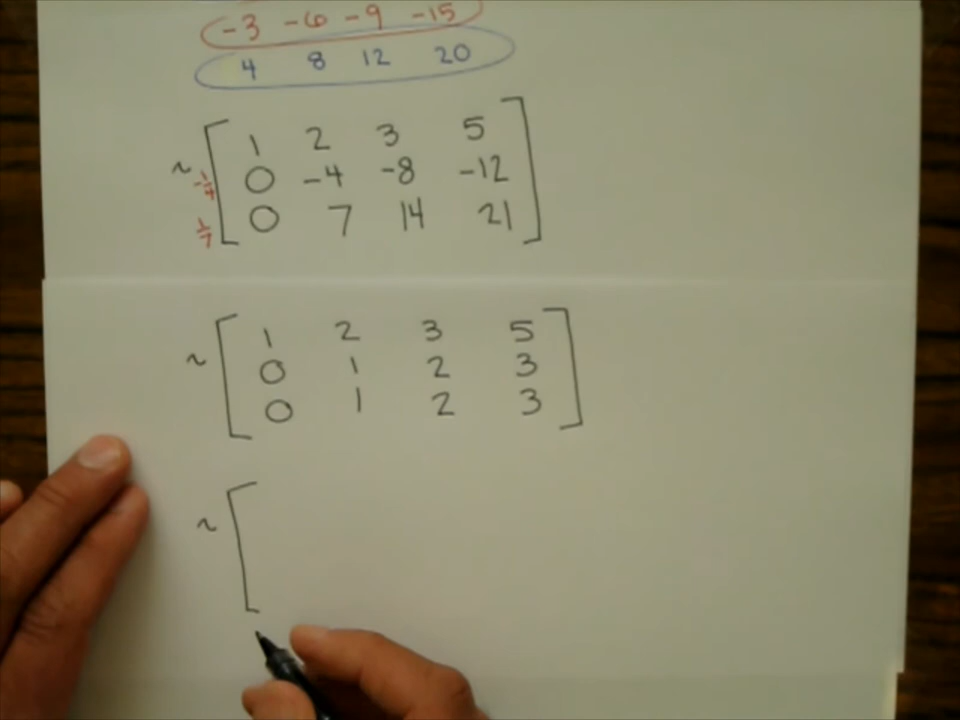 -3 -6 -9 -15
4 8 12 20
1 2 3 5
~ -1/4 0 -4 -8 -12
1/7 0 7 14 21
1 2 3 5
~ 0 1 2 3
0 1 2 3
~